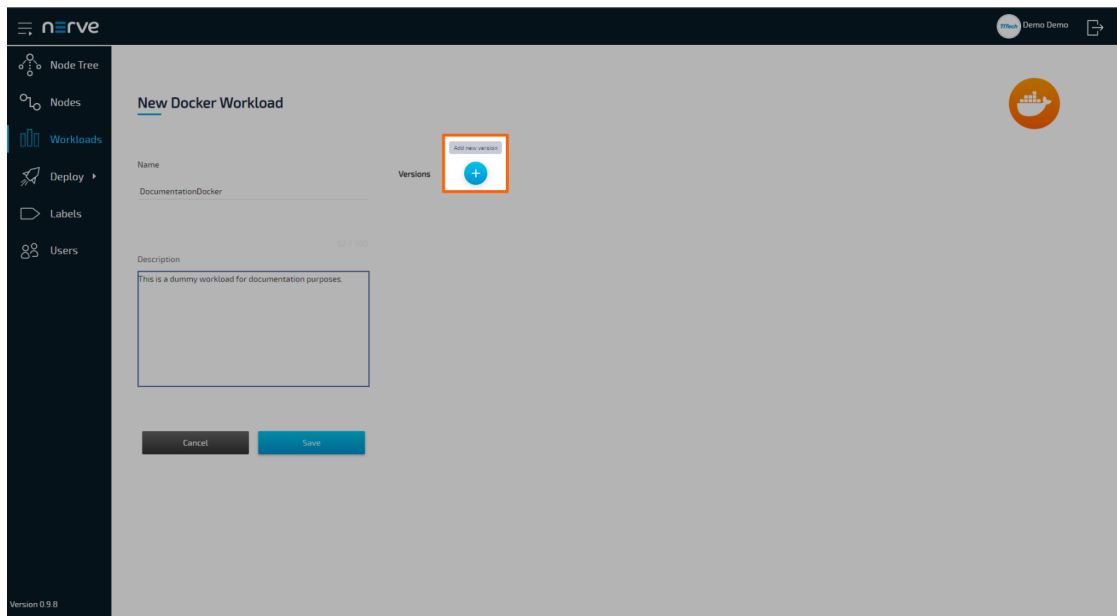 nerve
Demo Demo
Node Tree
Nodes
Workloads
Deploy
Labels
Users
New Docker Workload
Add new version
Name
Versions
DocumentationDocker
Description
This is a dummy workload for documentation purposes.
Cancel
Save
Version 0.9.8